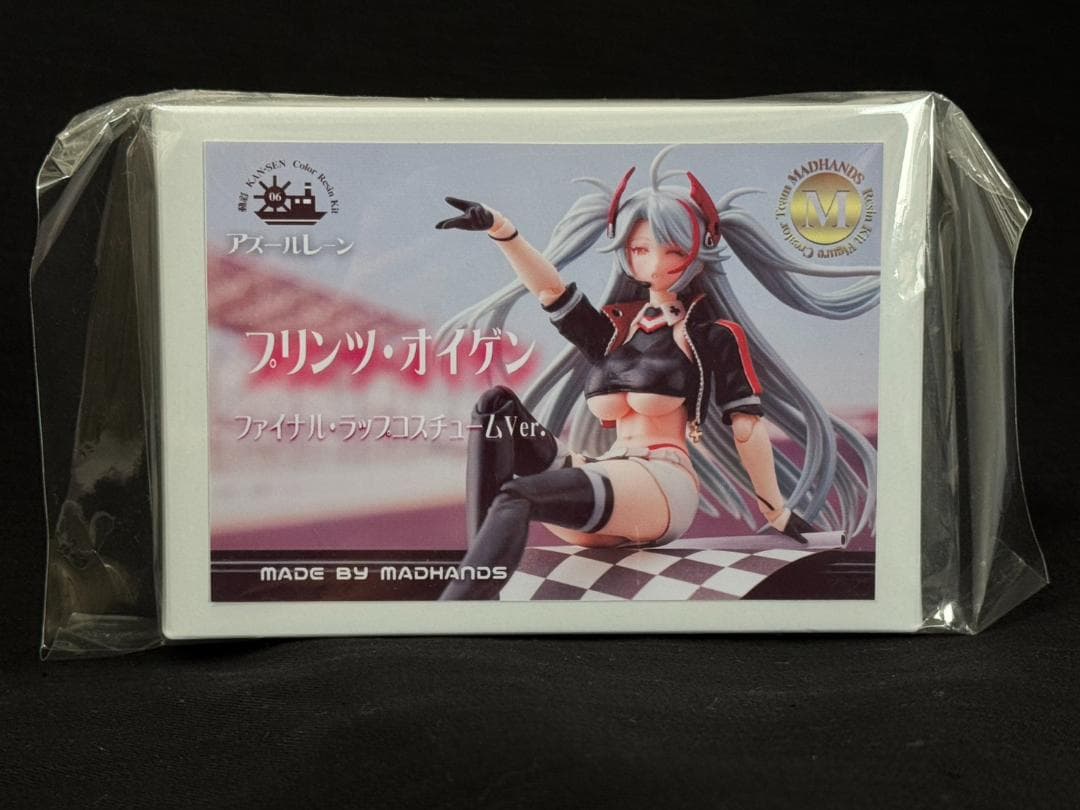 艦船 KAN-SEN Color Resin Kit
06
アズールレーン
MADHANDS Resin Kit Figure Creator Team
M
プリンツ・オイゲン
ファイナル・ラップコスチュームVer.
MADE BY MADHANDS